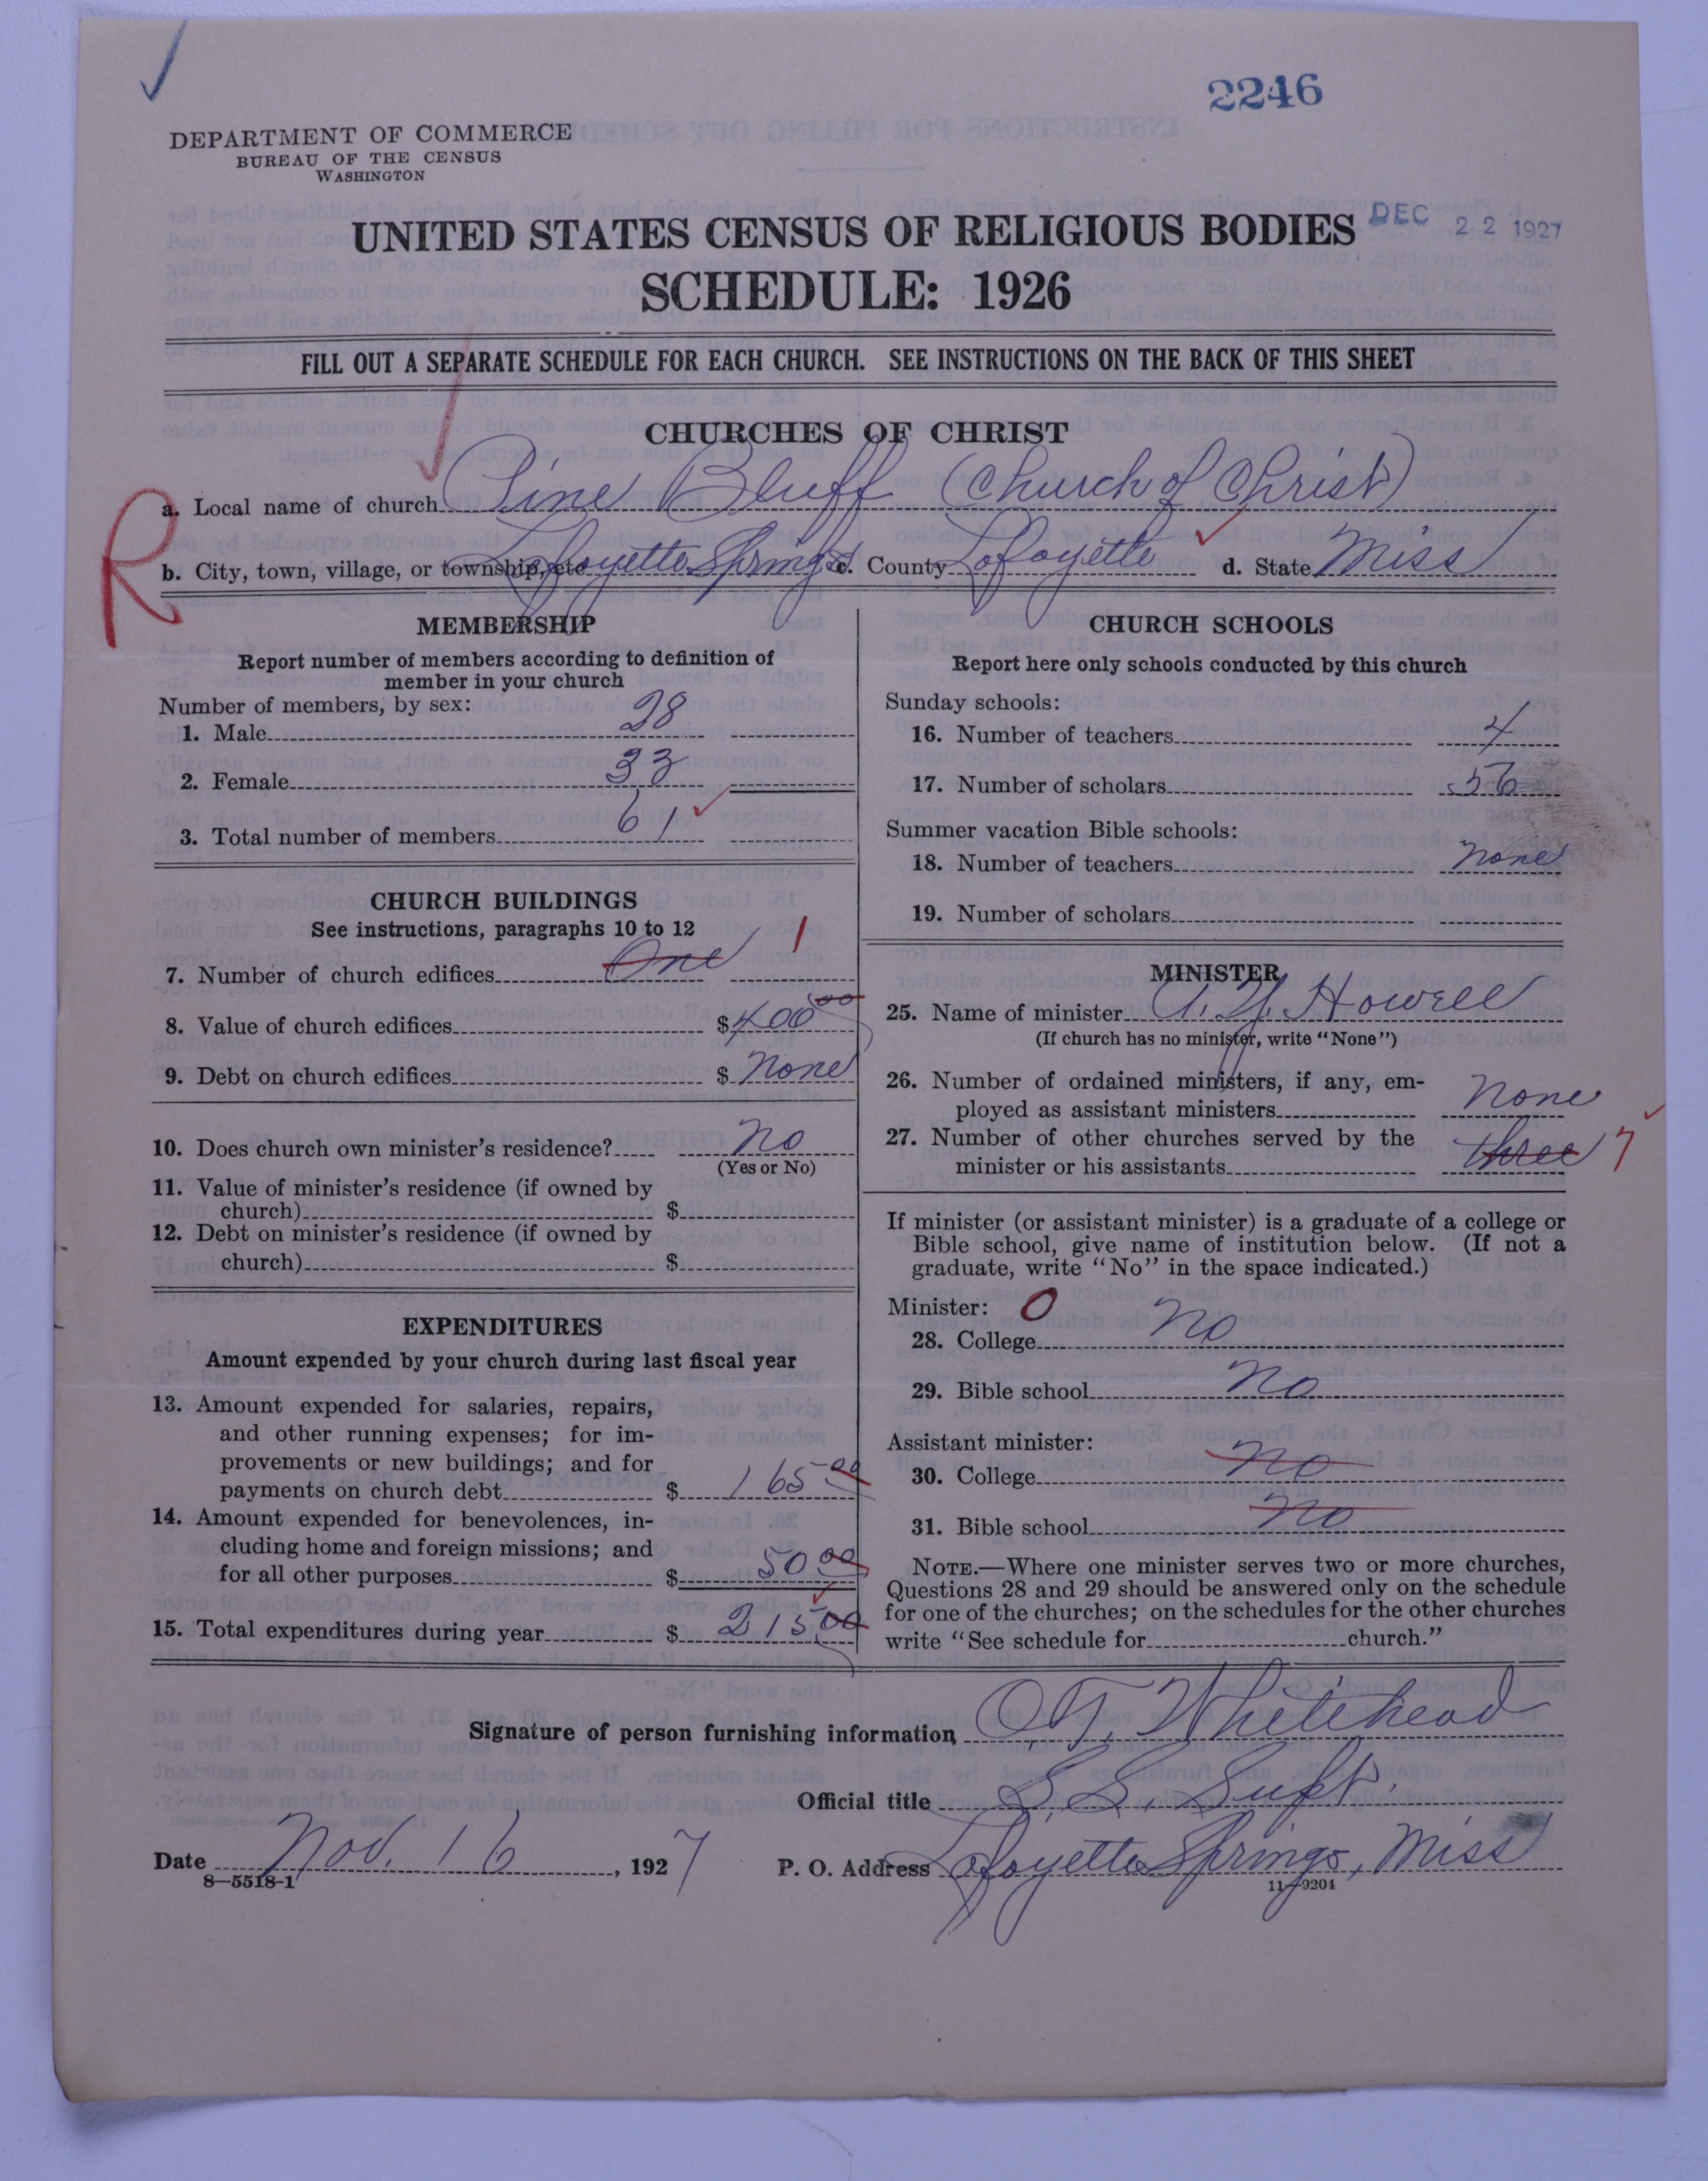 2246
DEPARTMENT OF COMMERCE
BUREAU OF THE CENSUS
WASHINGTON
UNITED STATES CENSUS OF RELIGIOUS BODIES
DEC 22 1927
SCHEDULE: 1926
FILL OUT A SEPARATE SCHEDULE FOR EACH CHURCH. SEE INSTRUCTIONS ON THE BACK OF THIS SHEET
CHURCHES OF CHRIST
R
a. Local name of church Pine Bluff (Church of Christ)
b. City, town, village, or township, etc. Lafayette Springs c. County Lafayette d. State Miss
MEMBERSHIP
Report number of members according to definition of
member in your church
Number of members, by sex:
1. Male 28
2. Female 33
3. Total number of members 61
CHURCH BUILDINGS
See instructions, paragraphs 10 to 12
7. Number of church edifices One 1
8. Value of church edifices $400 00
9. Debt on church edifices $ None
10. Does church own minister's residence? No
(Yes or No)
11. Value of minister's residence (if owned by
church) $
12. Debt on minister's residence (if owned by
church) $
EXPENDITURES
Amount expended by your church during last fiscal year
13. Amount expended for salaries, repairs,
and other running expenses; for im-
provements or new buildings; and for
payments on church debt $ 165 00
14. Amount expended for benevolences, in-
cluding home and foreign missions; and
for all other purposes $ 50 00
15. Total expenditures during year $ 215 00
CHURCH SCHOOLS
Report here only schools conducted by this church
Sunday schools:
16. Number of teachers 4
17. Number of scholars 56
Summer vacation Bible schools:
18. Number of teachers none
19. Number of scholars
MINISTER
25. Name of minister A. Y. Howell
(If church has no minister, write "None")
26. Number of ordained ministers, if any, em-
ployed as assistant ministers None
27. Number of other churches served by the
minister or his assistants three 7
If minister (or assistant minister) is a graduate of a college or
Bible school, give name of institution below. (If not a
graduate, write "No" in the space indicated.)
Minister: 0
28. College No
29. Bible school No
Assistant minister:
30. College No
31. Bible school No
NOTE.—Where one minister serves two or more churches,
Questions 28 and 29 should be answered only on the schedule
for one of the churches; on the schedules for the other churches
write "See schedule for church."
Signature of person furnishing information O. T. Whitehead
Official title S. S. Supt.
Date Nov. 16, 1927 P. O. Address Lafayette Springs, Miss
8—5518-1 11—9204